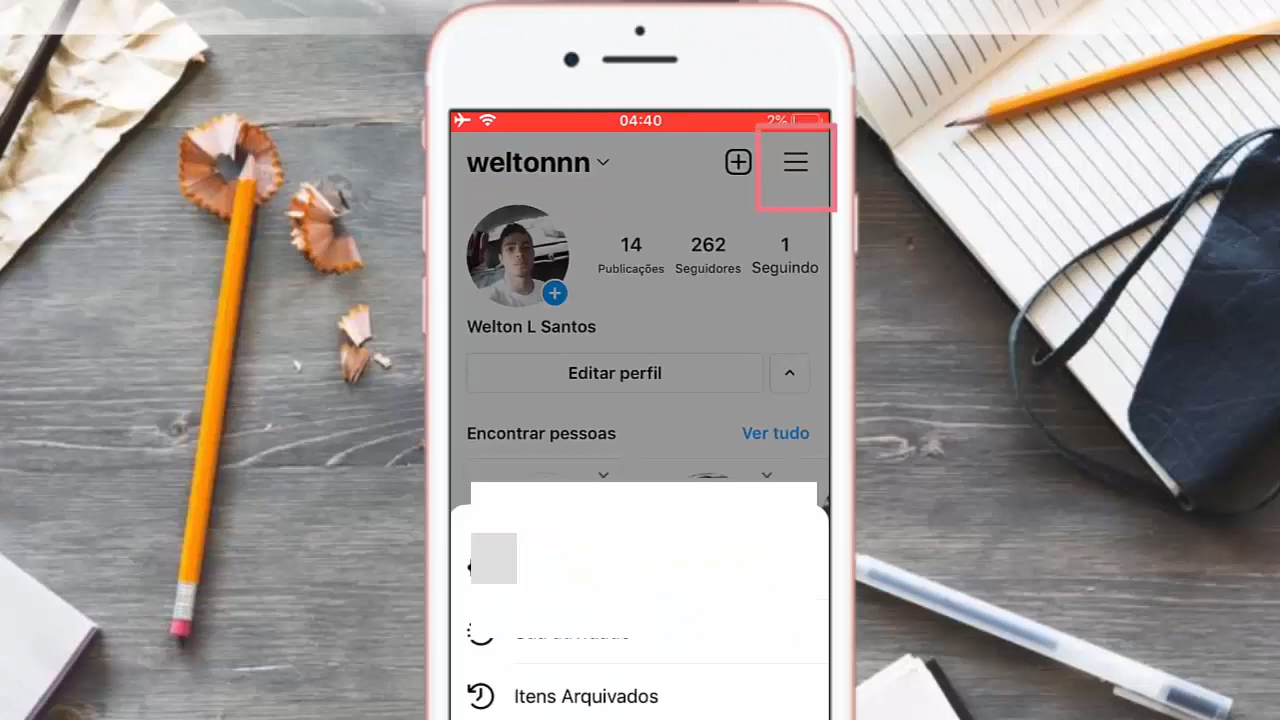 04:40 2%
weltonnn
14 262 1
Publicações Seguidores Seguindo
Welton L Santos
Editar perfil
Encontrar pessoas Ver tudo
Itens Arquivados